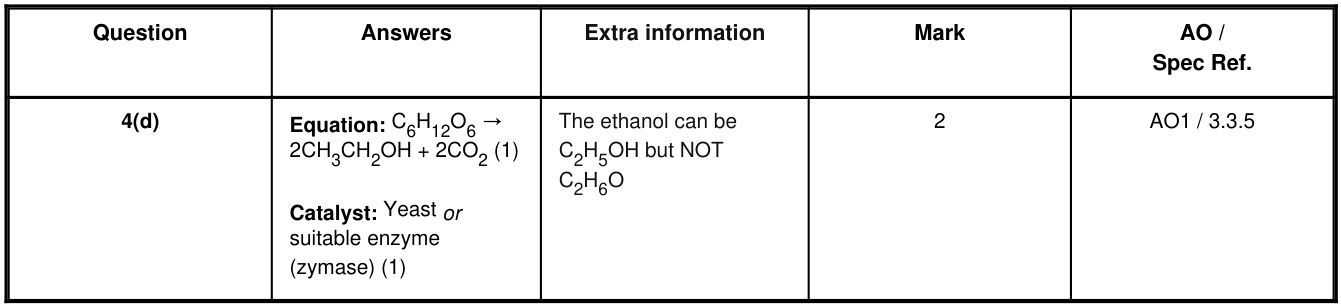 Question
Answers
Extra information
Mark
AO /
Spec Ref.
4(d)
Equation: C₆H₁₂O₆ →
2CH₃CH₂OH + 2CO₂ (1)
Catalyst: Yeast or
suitable enzyme
(zymase) (1)
The ethanol can be
C₂H₅OH but NOT
C₂H₆O
2
AO1 / 3.3.5